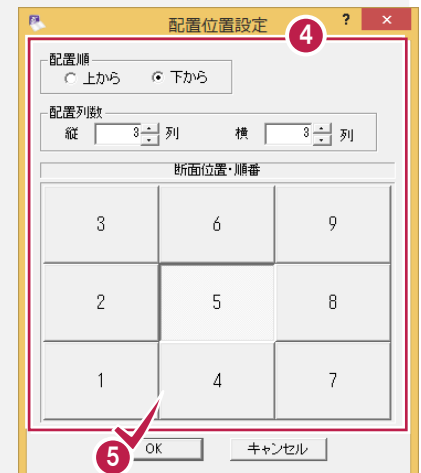 配置位置設定
? ×
4
配置順
上から 下から
配置列数
縦 3 列 横 3 列
断面位置・順番
3 6 9
2 5 8
1 4 7
5
OK キャンセル